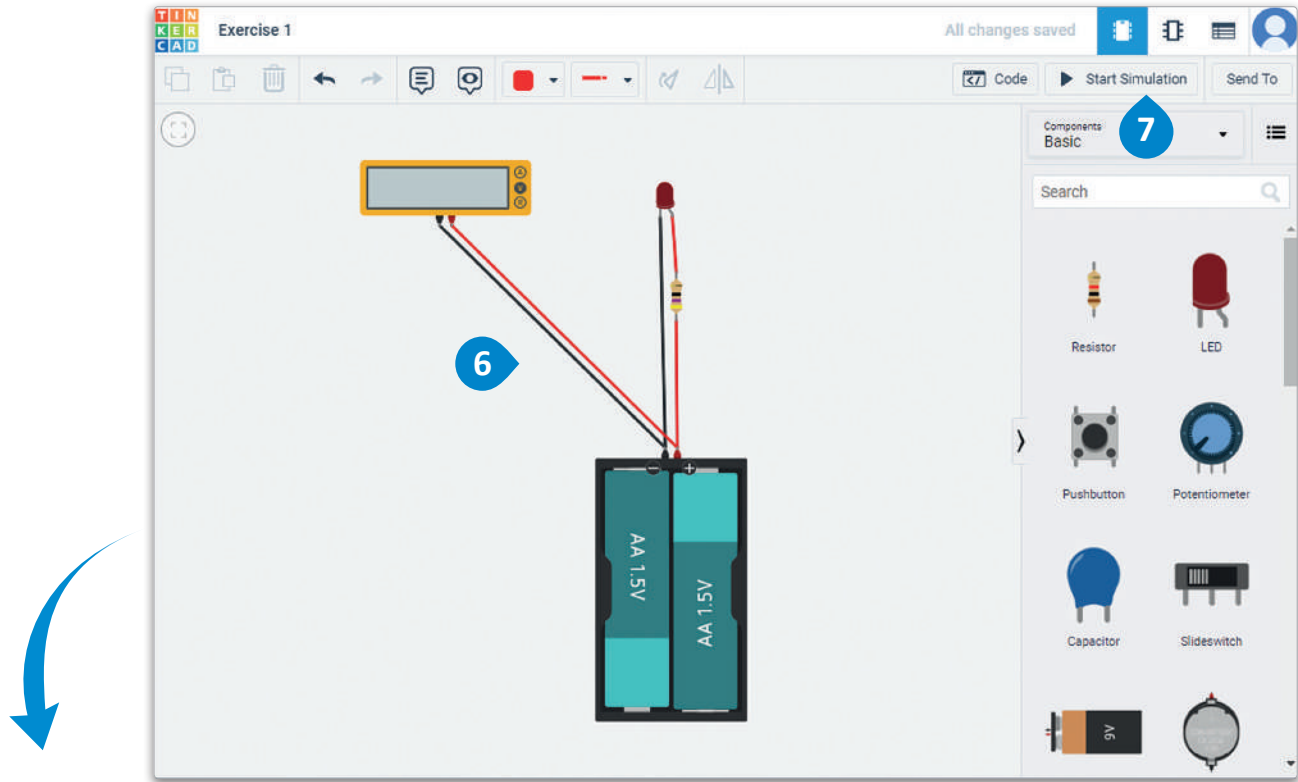 TIN
KER
CAD
Exercise 1
All changes saved
Code
Start Simulation
Send To
7
Components
Basic
Search
A
V
R
6
Resistor
LED
Pushbutton
Potentiometer
AA 1.5V
AA 1.5V
Capacitor
Slideswitch
9V